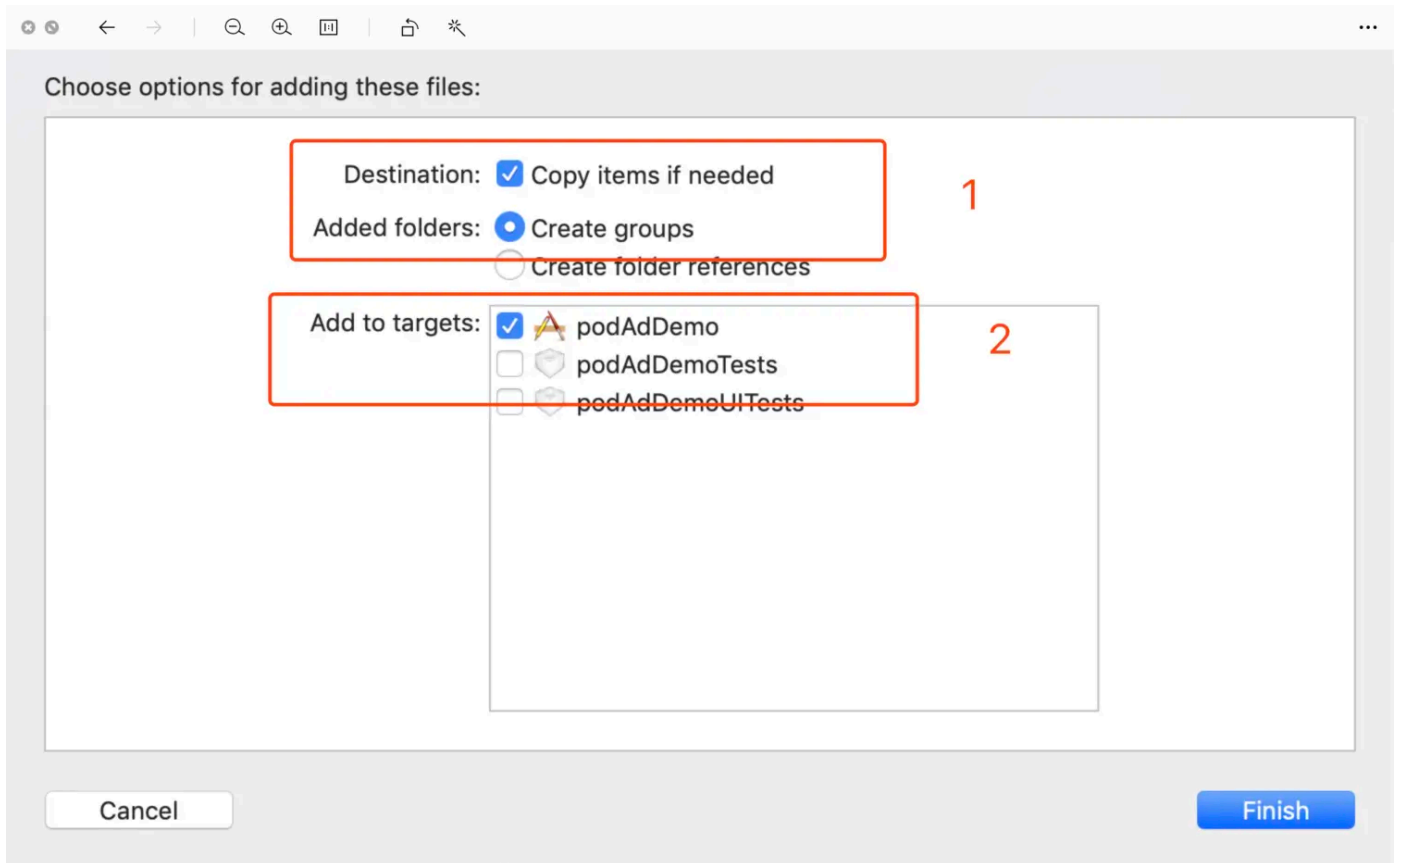 Choose options for adding these files:
Destination: Copy items if needed
1
Added folders: Create groups
Create folder references
Add to targets: podAdDemo
2
podAdDemoTests
podAdDemoUITests
Cancel
Finish